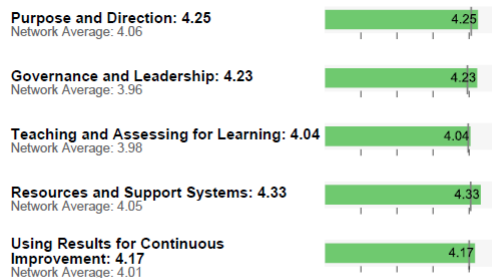 Purpose and Direction: 4.25
4.25
Network Average: 4.06
Governance and Leadership: 4.23
4.23
Network Average: 3.96
Teaching and Assessing for Learning: 4.04
4.04
Network Average: 3.98
Resources and Support Systems: 4.33
4.33
Network Average: 4.05
Using Results for Continuous
Improvement: 4.17
4.17
Network Average: 4.01